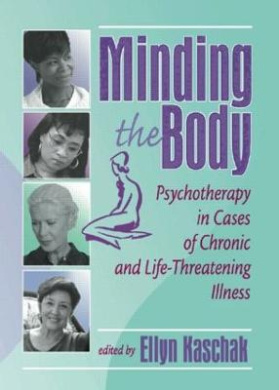 Minding
the Body
Psychotherapy
in Cases
of Chronic
and Life-Threatening
Illness
edited by Ellyn Kaschak